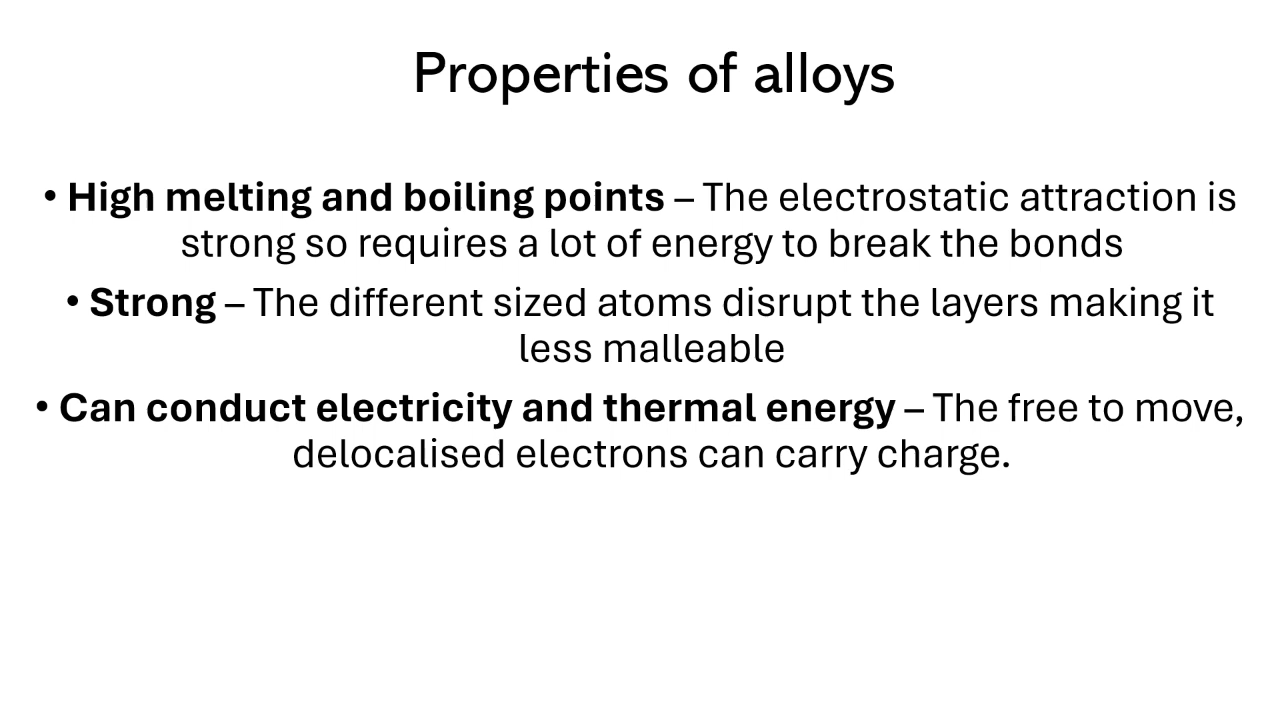 Properties of alloys
• High melting and boiling points – The electrostatic attraction is
strong so requires a lot of energy to break the bonds
• Strong – The different sized atoms disrupt the layers making it
less malleable
• Can conduct electricity and thermal energy – The free to move,
delocalised electrons can carry charge.